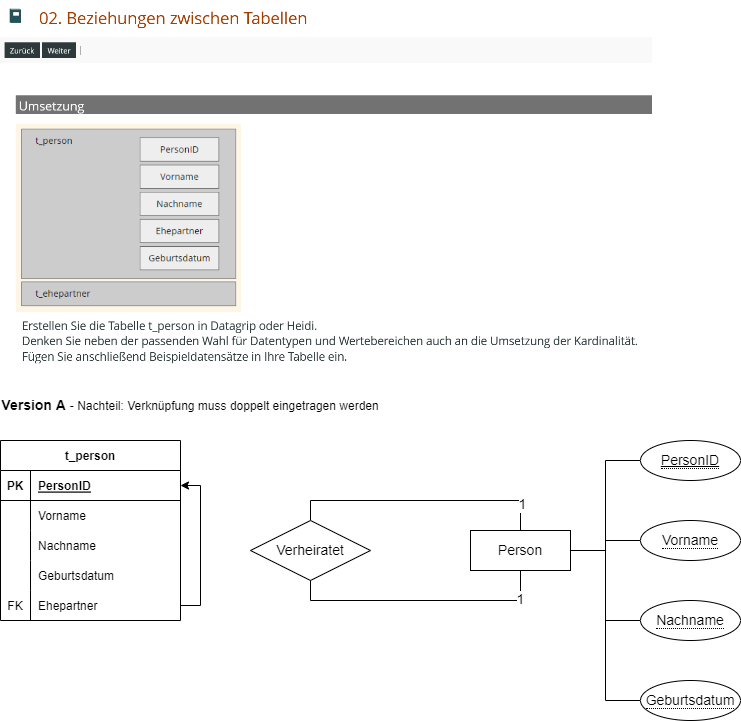 02. Beziehungen zwischen Tabellen
Zurück Weiter
Umsetzung
t_person
PersonID
Vorname
Nachname
Ehepartner
Geburtsdatum
t_ehepartner
Erstellen Sie die Tabelle t_person in Datagrip oder Heidi.
Denken Sie neben der passenden Wahl für Datentypen und Wertebereichen auch an die Umsetzung der Kardinalität.
Fügen Sie anschließend Beispieldatensätze in Ihre Tabelle ein.
Version A - Nachteil: Verknüpfung muss doppelt eingetragen werden
t_person
PK PersonID
Vorname
Nachname
Geburtsdatum
FK Ehepartner
Verheiratet
1
Person
1
PersonID
Vorname
Nachname
Geburtsdatum